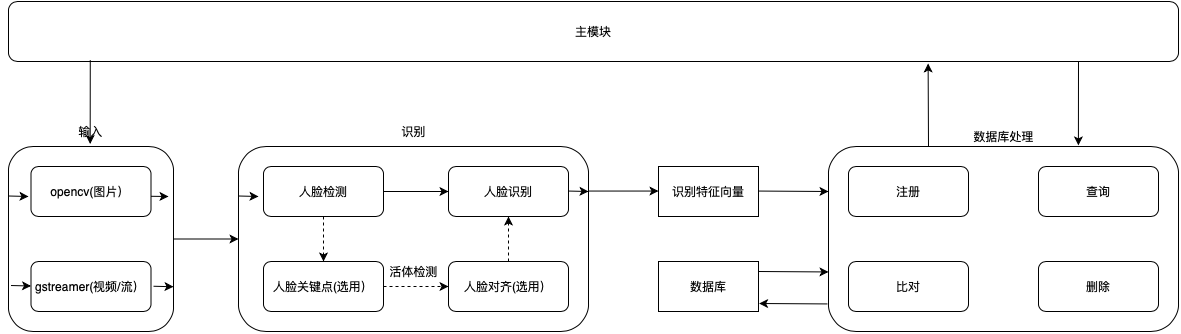 主模块
输入
识别
数据库处理
opencv(图片)
人脸检测
人脸识别
识别特征向量
注册
查询
活体检测
gstreamer(视频/流)
人脸关键点(选用)
人脸对齐(选用)
数据库
比对
删除